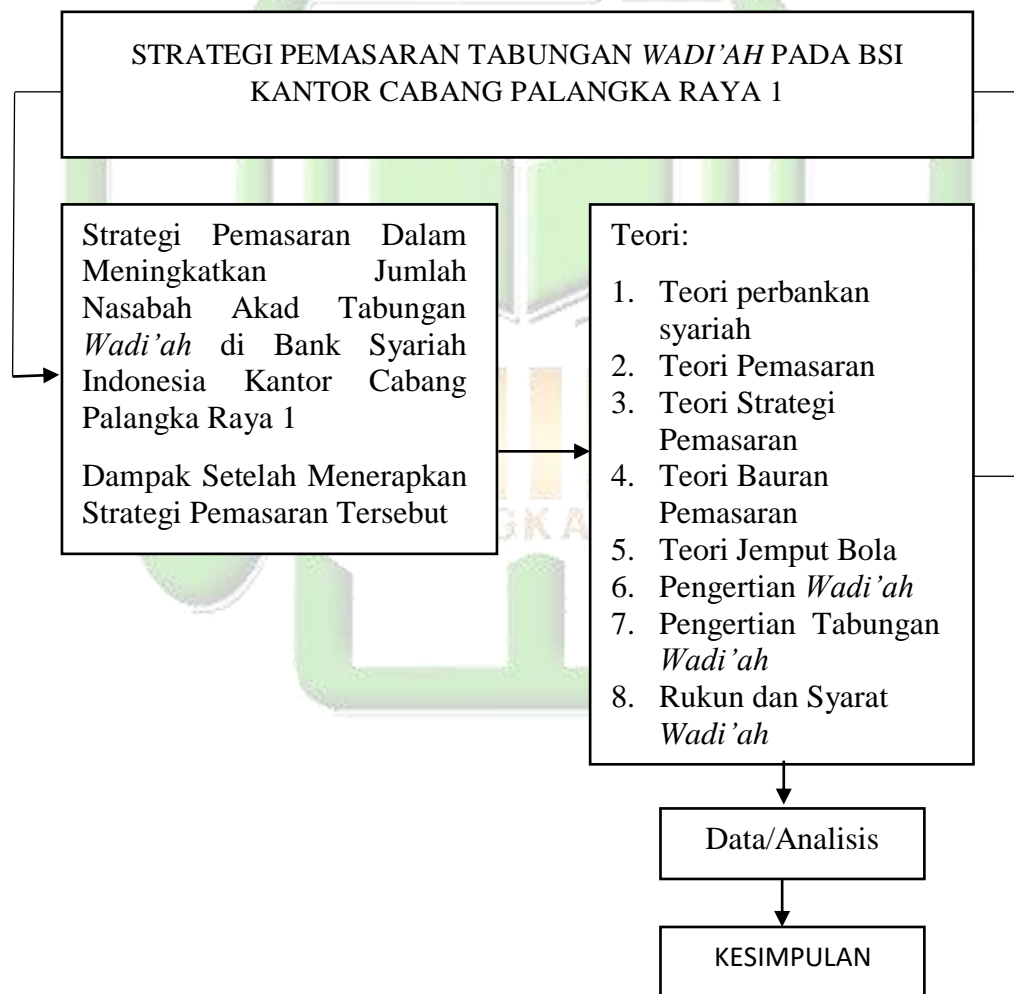 STRATEGI PEMASARAN TABUNGAN WADI’AH PADA BSI
KANTOR CABANG PALANGKA RAYA 1
Strategi Pemasaran Dalam
Meningkatkan Jumlah
Nasabah Akad Tabungan
Wadi’ah di Bank Syariah
Indonesia Kantor Cabang
Palangka Raya 1
Dampak Setelah Menerapkan
Strategi Pemasaran Tersebut
Teori:
1. Teori perbankan
syariah
2. Teori Pemasaran
3. Teori Strategi
Pemasaran
4. Teori Bauran
Pemasaran
5. Teori Jemput Bola
6. Pengertian Wadi’ah
7. Pengertian Tabungan
Wadi’ah
8. Rukun dan Syarat
Wadi’ah
Data/Analisis
KESIMPULAN